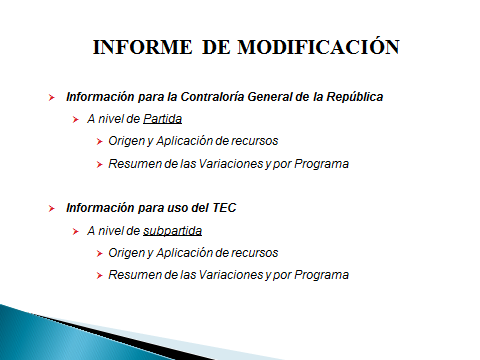 INFORME DE MODIFICACIÓN
Información para la Contraloría General de la República
A nivel de Partida
Origen y Aplicación de recursos
Resumen de las Variaciones y por Programa
Información para uso del TEC
A nivel de subpartida
Origen y Aplicación de recursos
Resumen de las Variaciones y por Programa